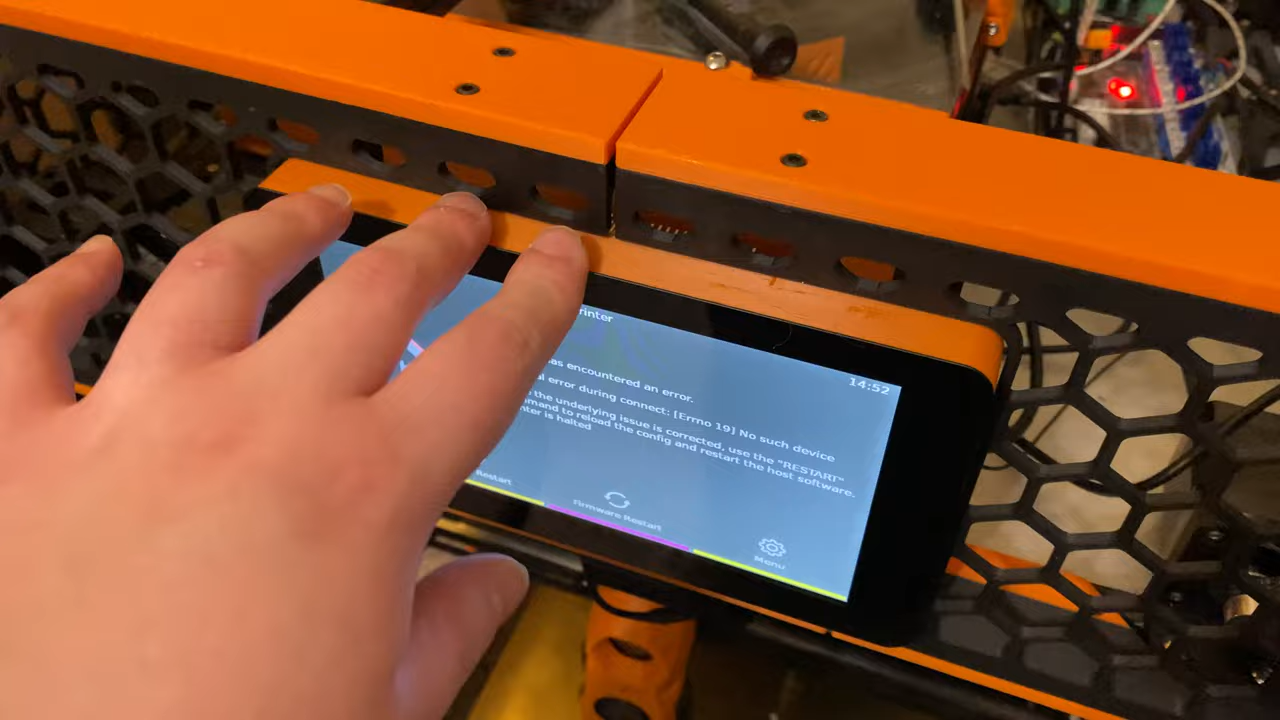 rinter
14:52
as encountered an error.
al error during connect: [Errno 19] No such device
the underlying issue is corrected, use the "RESTART"
mand to reload the config and restart the host software.
nter is halted
Restart
Firmware Restart
Menu